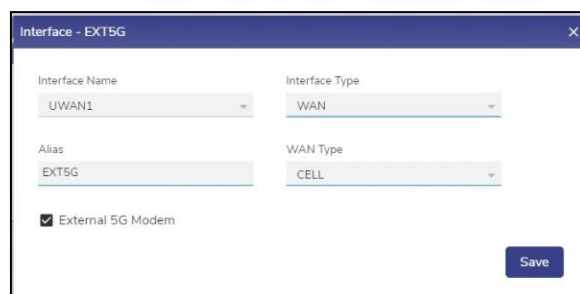 Interface - EXT5G
Interface Name
Interface Type
UWAN1
WAN
Alias
WAN Type
EXT5G
CELL
External 5G Modem
Save